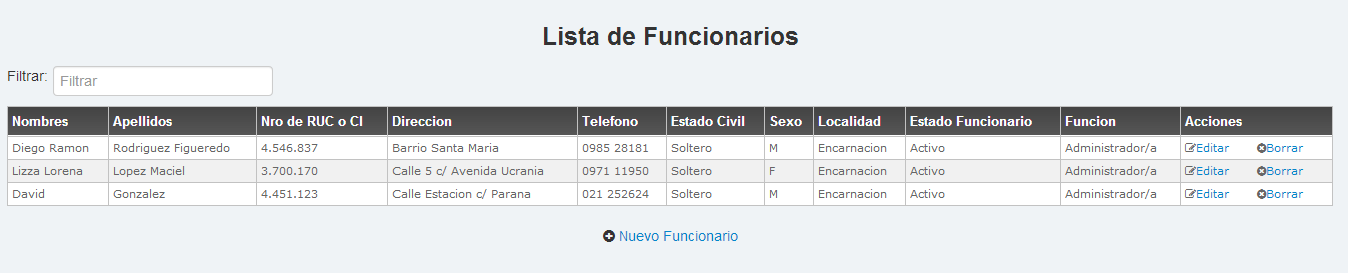 Lista de Funcionarios
Filtrar: Filtrar
Nombres Apellidos Nro de RUC o CI Direccion Telefono Estado Civil Sexo Localidad Estado Funcionario Funcion Acciones
Diego Ramon Rodriguez Figueredo 4.546.837 Barrio Santa Maria 0985 28181 Soltero M Encarnacion Activo Administrador/a Editar Borrar
Lizza Lorena Lopez Maciel 3.700.170 Calle 5 c/ Avenida Ucrania 0971 11950 Soltero F Encarnacion Activo Administrador/a Editar Borrar
David Gonzalez 4.451.123 Calle Estacion c/ Parana 021 252624 Soltero M Encarnacion Activo Administrador/a Editar Borrar
Nuevo Funcionario